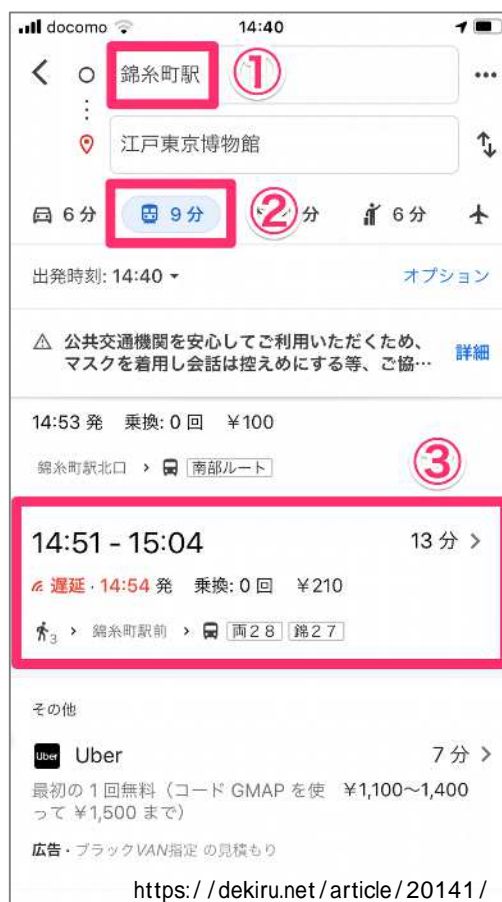 docomo 14:40
錦糸町駅 ①
江戸東京博物館
6分 9分 ② 分 6分
出発時刻: 14:40 オプション
公共交通機関を安心してご利用いただくため、
マスクを着用し会話は控えめにする等、ご協… 詳細
14:53 発 乗換: 0 回 ¥100
錦糸町駅北口 › 南部ルート
③
14:51 - 15:04 13 分 ›
遅延 · 14:54 発 乗換: 0 回 ¥210
3 › 錦糸町駅前 › 両28 錦27
その他
Uber Uber 7 分 ›
最初の 1 回無料（コード GMAP を使 ¥1,100～1,400
って ¥1,500 まで）
広告・ブラックVAN指定 の見積もり
https://dekiru.net/article/20141/